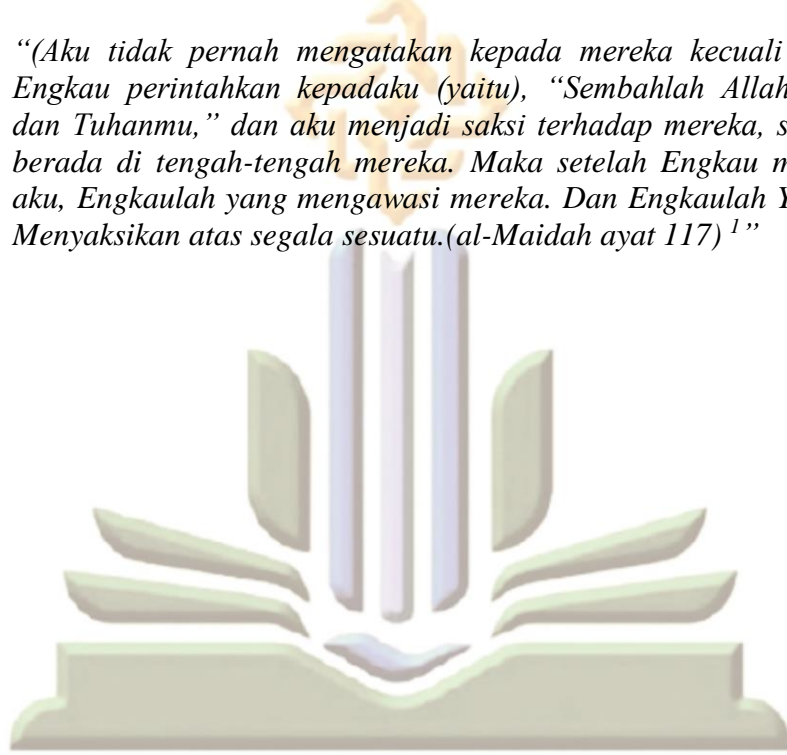 “(Aku tidak pernah mengatakan kepada mereka kecuali
Engkau perintahkan kepadaku (yaitu), “Sembahlah Allah
dan Tuhanmu,” dan aku menjadi saksi terhadap mereka,
berada di tengah-tengah mereka. Maka setelah Engkau
aku, Engkaulah yang mengawasi mereka. Dan Engkaulah
Menyaksikan atas segala sesuatu.(al-Maidah ayat 117) ¹”